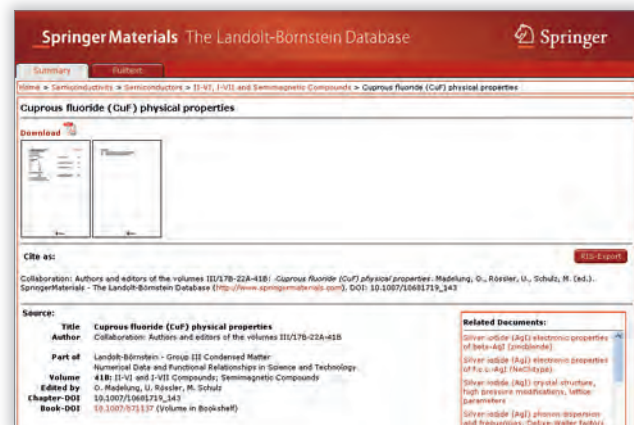 SpringerMaterials The Landolt-Börnstein Database
Springer
Summary
Fulltext
Home > Semiconductivity > Semiconductors > II-VI, I-VII and Semimagnetic Compounds > Cuprous fluoride (CuF) physical properties
Cuprous fluoride (CuF) physical properties
Download
Cite as:
RIS-Export
Collaboration: Authors and editors of the volumes III/17B-22A-41B: Cuprous fluoride (CuF) physical properties. Madelung, O., Rössler, U., Schulz, M. (ed.).
SpringerMaterials - The Landolt-Börnstein Database (http://www.springermaterials.com). DOI: 10.1007/10681719_143
Source:
Title Cuprous fluoride (CuF) physical properties
Author Collaboration: Authors and editors of the volumes III/17B-22A-41B
Part of Landolt-Börnstein - Group III Condensed Matter
Numerical Data and Functional Relationships in Science and Technology
Volume 41B: II-VI and I-VII Compounds; Semimagnetic Compounds
Edited by O. Madelung, U. Rössler, M. Schulz
Chapter-DOI 10.1007/10681719_143
Book-DOI 10.1007/b71137 (Volume in Bookshelf)
Related Documents:
Silver iodide (AgI) electronic properties
of beta-AgI (zincblende)
Silver iodide (AgI) electronic properties
of f.c.c.-AgI (NaCl type)
Silver iodide (AgI) crystal structure,
high pressure modifications, lattice
parameters
Silver iodide (AgI) phonon dispersion
and frequencies, Debye-Waller factors